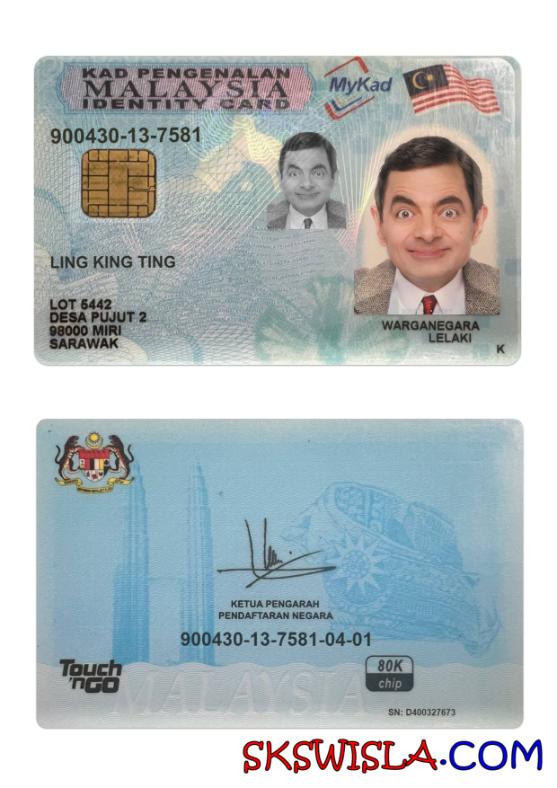 KAD PENGENALAN
MALAYSIA
IDENTITY CARD
MyKad
900430-13-7581
LING KING TING
LOT 5442
DESA PUJUT 2
98000 MIRI
SARAWAK
WARGANEGARA
LELAKI
K
KETUA PENGARAH
PENDAFTARAN NEGARA
900430-13-7581-04-01
Touch
'nGO
80K
chip
MALAYSIA
SN: D400327673
SKSWISLA.COM